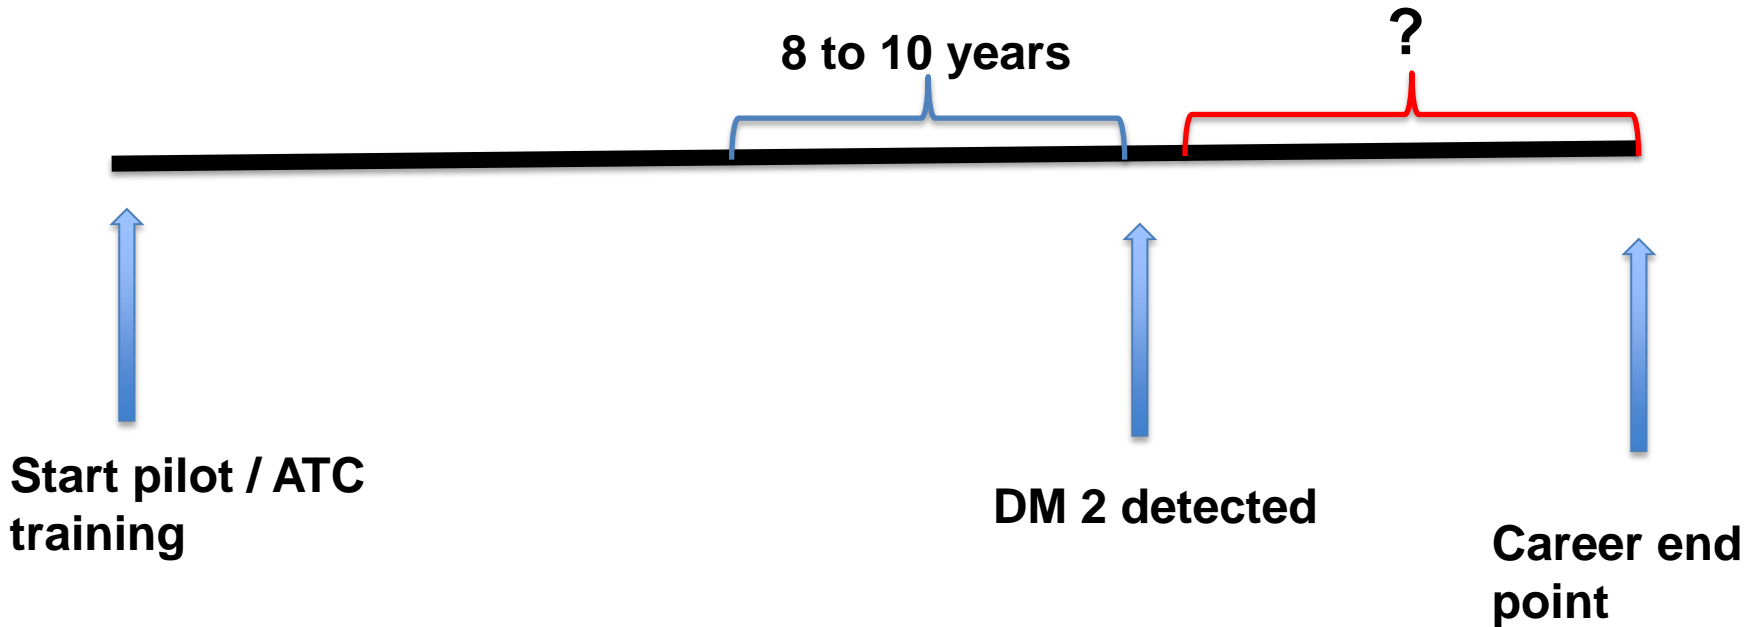 8 to 10 years
?
Start pilot / ATC
training
DM 2 detected
Career end
point